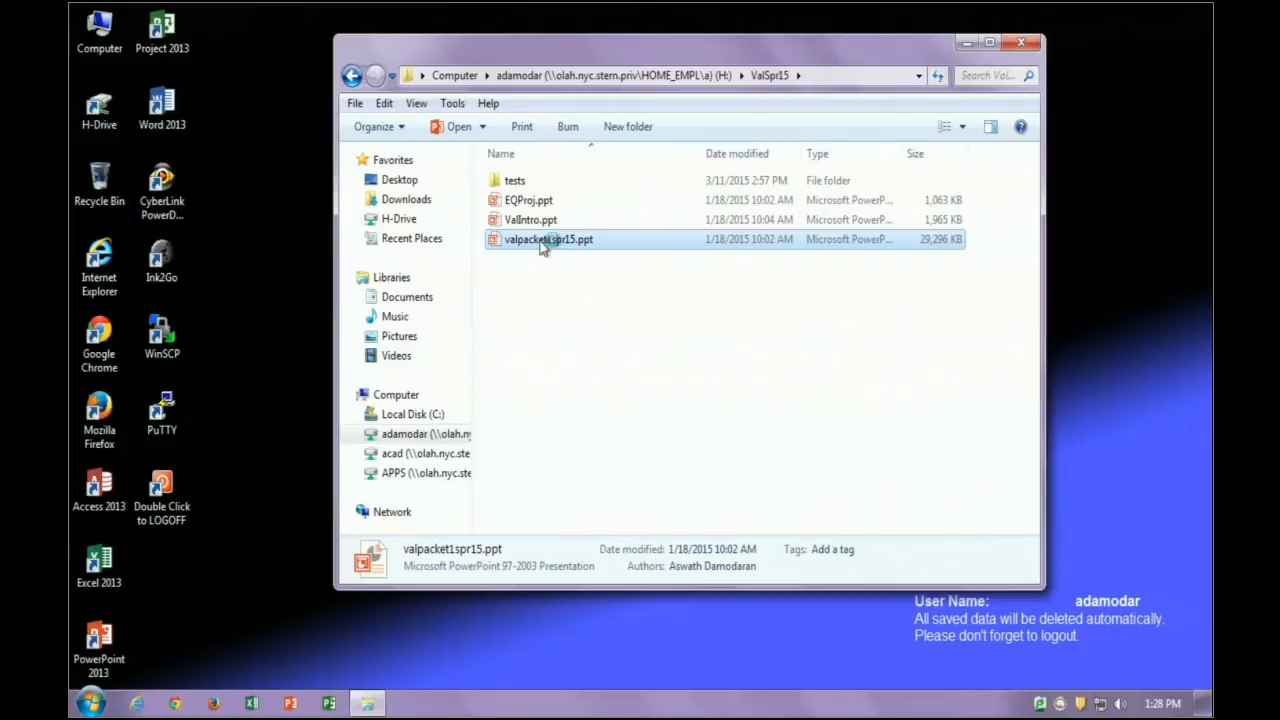 Computer
Project 2013
H-Drive
Word 2013
Recycle Bin
CyberLink
PowerD...
Internet
Explorer
Ink2Go
Google
Chrome
WinSCP
Mozilla
Firefox
PuTTY
Access 2013
Double Click
to LOGOFF
Excel 2013
PowerPoint
2013
Computer
adamodar (\\olah.nyc.stern.priv\HOME_EMPL\a) (H:)
ValSpr15
Search Val...
File Edit View Tools Help
Organize Open Print Burn New folder
Name Date modified Type Size
tests 3/11/2015 2:57 PM File folder
EQProj.ppt 1/18/2015 10:02 AM Microsoft PowerP... 1,063 KB
ValIntro.ppt 1/18/2015 10:04 AM Microsoft PowerP... 1,965 KB
valpacket1spr15.ppt 1/18/2015 10:02 AM Microsoft PowerP... 29,296 KB
Favorites
Desktop
Downloads
H-Drive
Recent Places
Libraries
Documents
Music
Pictures
Videos
Computer
Local Disk (C:)
adamodar (\\olah.ny
acad (\\olah.nyc.ste
APPS (\\olah.nyc.ste
Network
valpacket1spr15.ppt Date modified: 1/18/2015 10:02 AM Tags: Add a tag
Microsoft PowerPoint 97-2003 Presentation Authors: Aswath Damodaran
User Name: adamodar
All saved data will be deleted automatically.
Please don't forget to logout.
1:28 PM